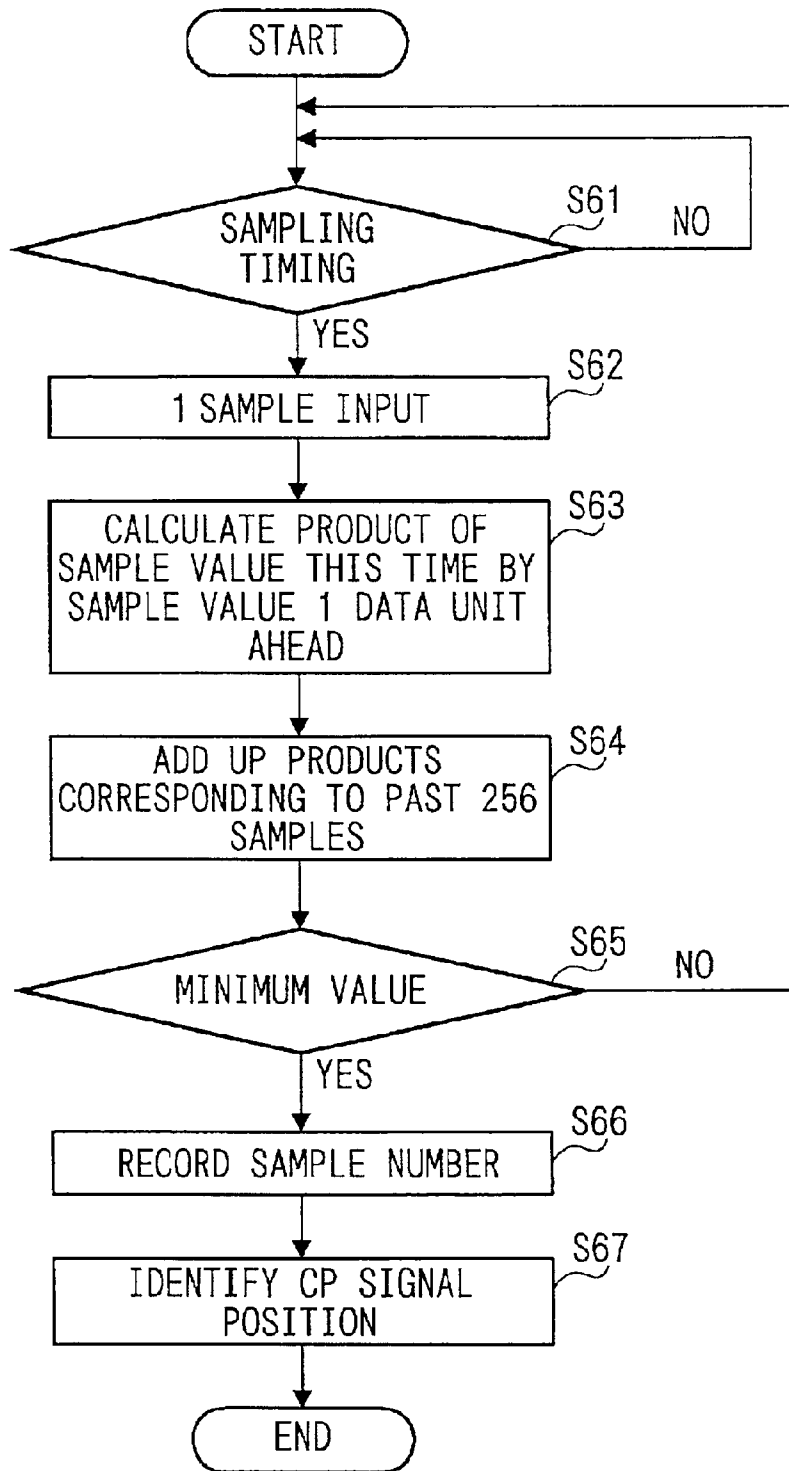 START
S61
SAMPLING
TIMING
NO
YES
S62
1 SAMPLE INPUT
S63
CALCULATE PRODUCT OF
SAMPLE VALUE THIS TIME BY
SAMPLE VALUE 1 DATA UNIT
AHEAD
S64
ADD UP PRODUCTS
CORRESPONDING TO PAST 256
SAMPLES
S65
MINIMUM VALUE
NO
YES
S66
RECORD SAMPLE NUMBER
S67
IDENTIFY CP SIGNAL
POSITION
END